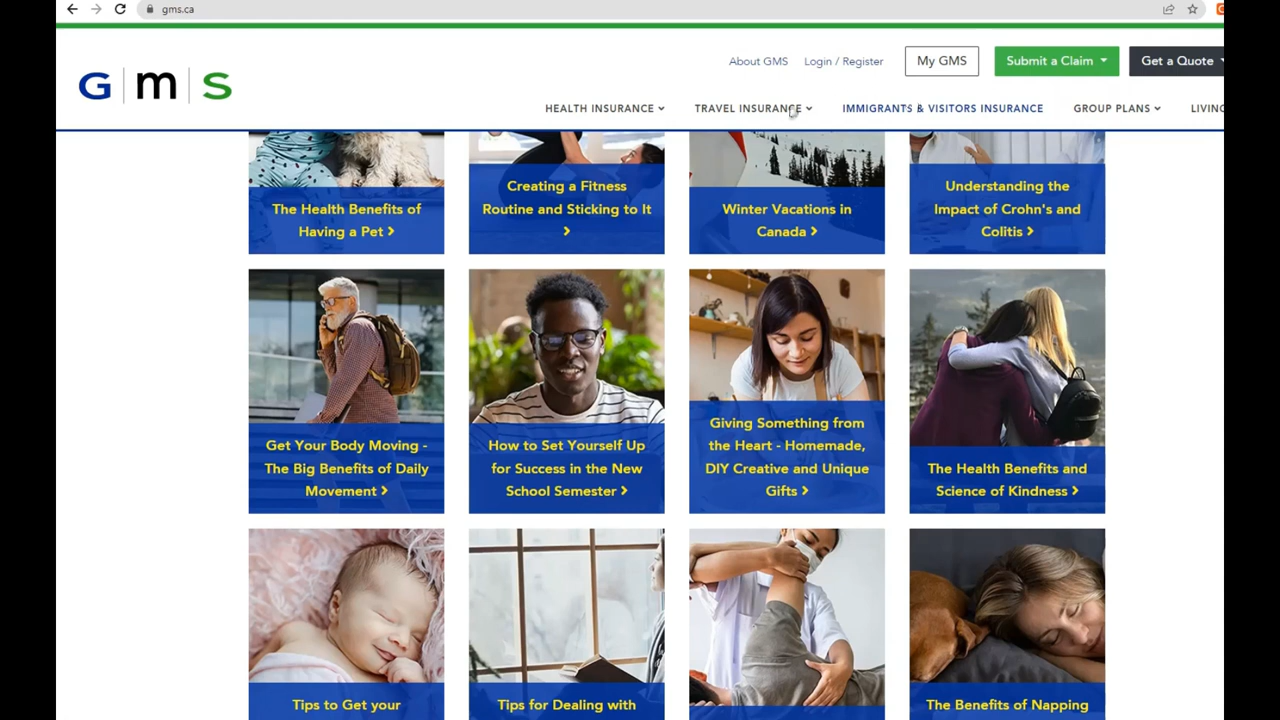 gms.ca
About GMS
Login / Register
My GMS
Submit a Claim
Get a Quote
G m S
HEALTH INSURANCE
TRAVEL INSURANCE
IMMIGRANTS & VISITORS INSURANCE
GROUP PLANS
LIVING
The Health Benefits of
Having a Pet >
Creating a Fitness
Routine and Sticking to It
>
Winter Vacations in
Canada >
Understanding the
Impact of Crohn's and
Colitis >
Get Your Body Moving -
The Big Benefits of Daily
Movement >
How to Set Yourself Up
for Success in the New
School Semester >
Giving Something from
the Heart - Homemade,
DIY Creative and Unique
Gifts >
The Health Benefits and
Science of Kindness >
Tips to Get your
Tips for Dealing with
The Benefits of Napping